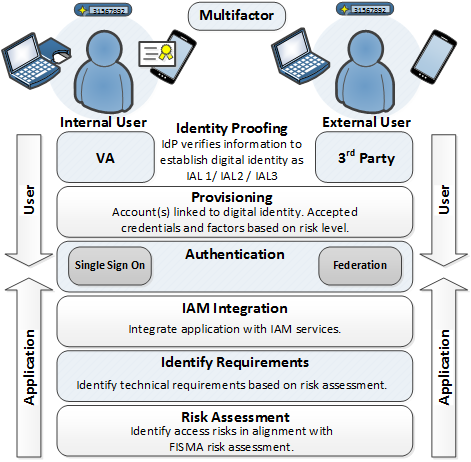 31567892
Multifactor
31567892
Internal User
External User
Identity Proofing
IdP verifies information to
establish digital identity as
IAL 1/ IAL2 / IAL3
VA
3rd Party
User
User
Provisioning
Account(s) linked to digital identity. Accepted
credentials and factors based on risk level.
Authentication
Single Sign On
Federation
Application
Application
IAM Integration
Integrate application with IAM services.
Identify Requirements
Identify technical requirements based on risk assessment.
Risk Assessment
Identify access risks in alignment with
FISMA risk assessment.